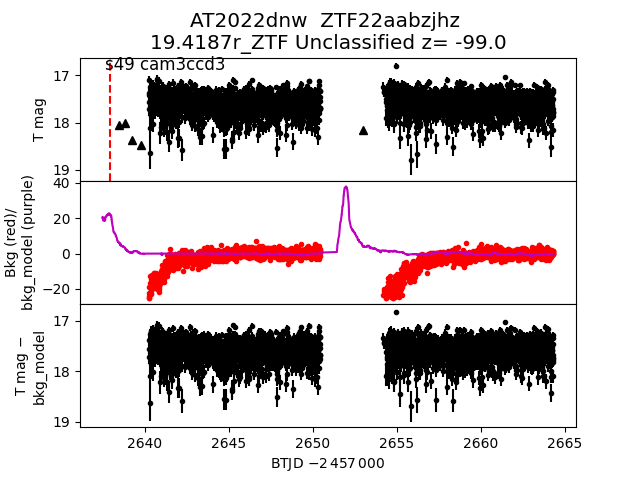 AT2022dnw  ZTF22aabzjhz
19.4187r_ZTF Unclassified z= -99.0
s49 cam3ccd3
17
18
19
T mag
40
20
0
−20
Bkg (red)/
bkg_model (purple)
17
18
19
T mag −
bkg_model
2640
2645
2650
2655
2660
2665
BTJD −2 457 000